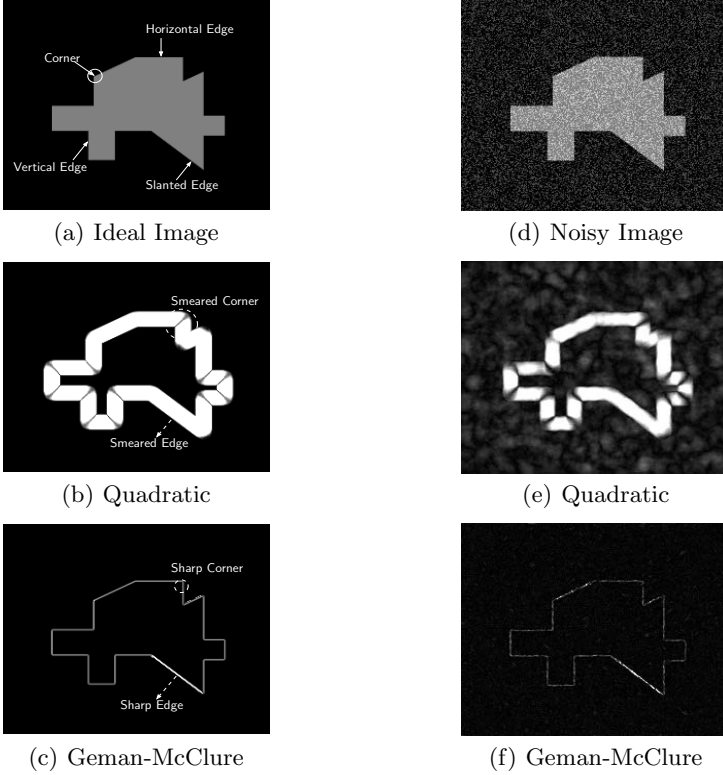 Horizontal Edge
Corner
Vertical Edge
Slanted Edge
(a) Ideal Image
(d) Noisy Image
Smeared Corner
Smeared Edge
(b) Quadratic
(e) Quadratic
Sharp Corner
Sharp Edge
(c) Geman-McClure
(f) Geman-McClure